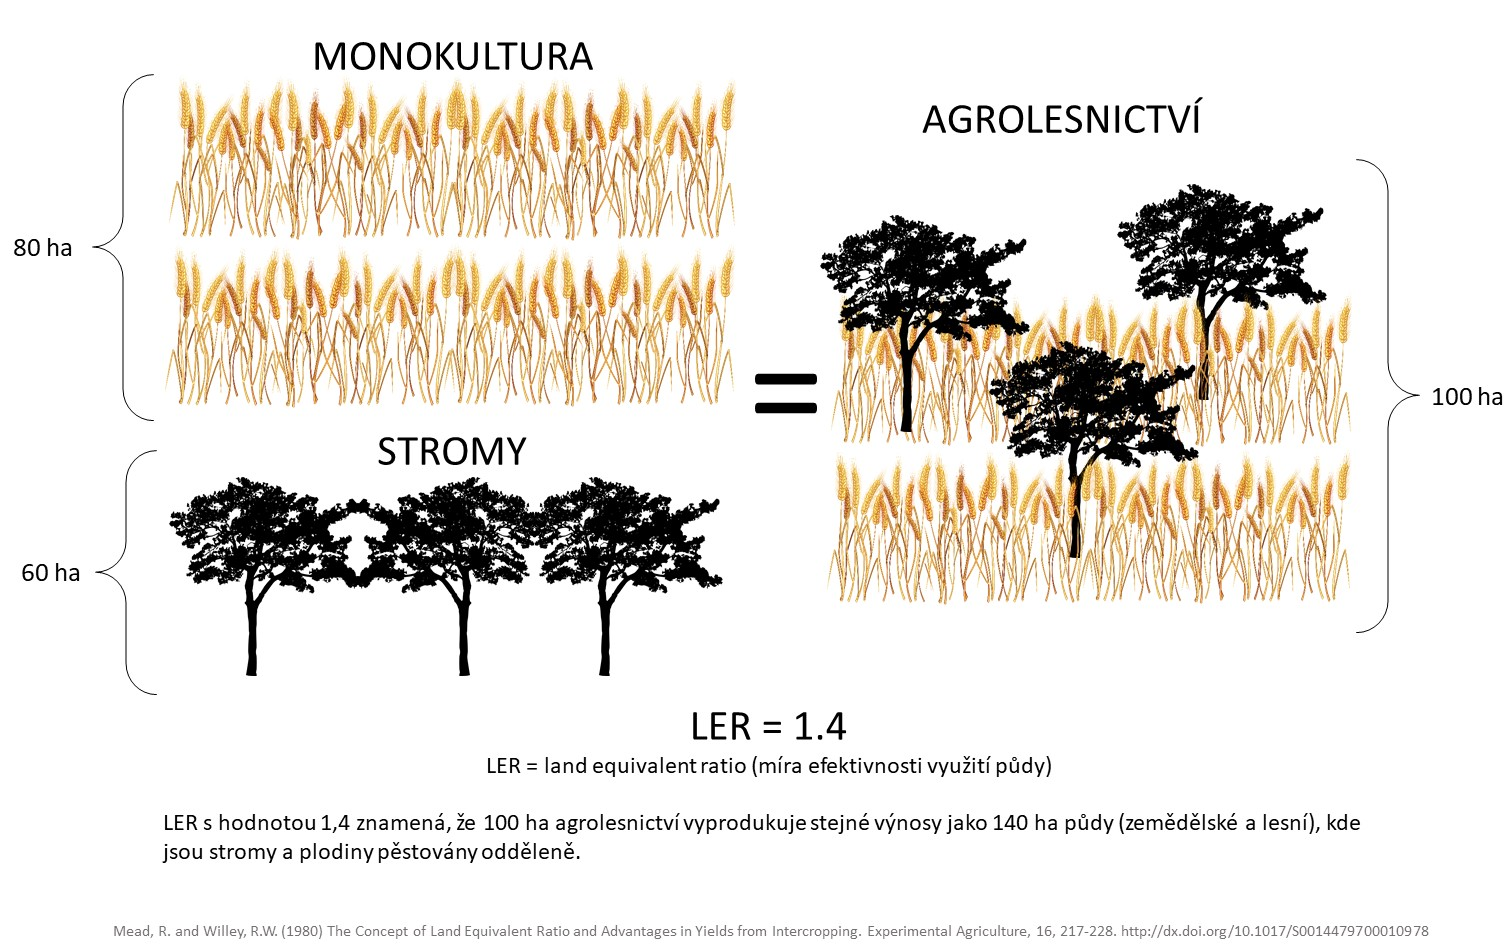 MONOKULTURA
80 ha
STROMY
60 ha
=
AGROLESNICTVÍ
100 ha
LER = 1.4
LER = land equivalent ratio (míra efektivnosti využití půdy)
LER s hodnotou 1,4 znamená, že 100 ha agrolesnictví vyprodukuje stejné výnosy jako 140 ha půdy (zemědělské a lesní), kde
jsou stromy a plodiny pěstovány odděleně.
Mead, R. and Willey, R.W. (1980) The Concept of Land Equivalent Ratio and Advantages in Yields from Intercropping. Experimental Agriculture, 16, 217-228. http://dx.doi.org/10.1017/S0014479700010978